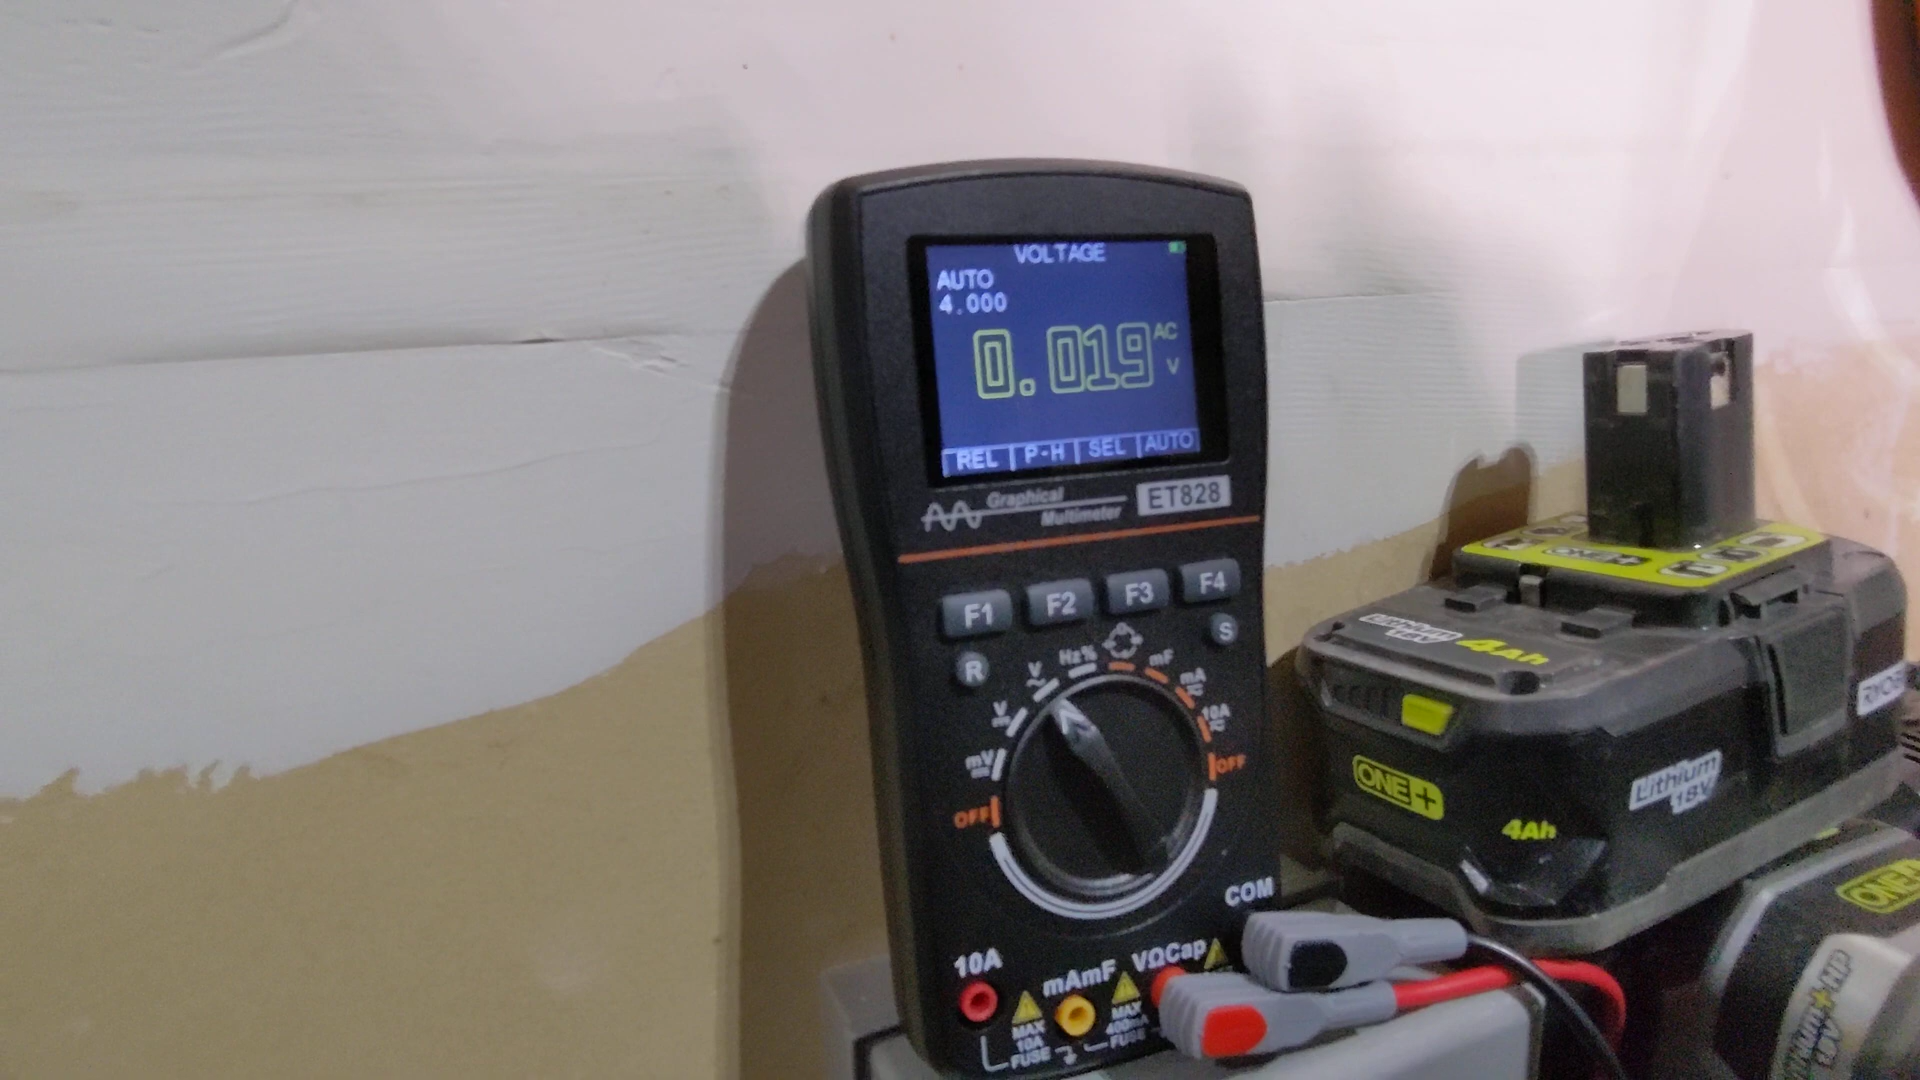 VOLTAGE
AUTO
4.000
0.019 AC V
REL P-H SEL AUTO
Graphical
Multimeter
ET828
F1 F2 F3 F4
R
S
V
V
mV
OFF
Hz%
mF
mA
10A
OFF
COM
10A
mAmF
VΩCap
MAX
10A
FUSE
MAX
400mA
FUSE
ONE+
Lithium
18V
4Ah
ONE+
4Ah
Lithium
18V
ONE+
18V